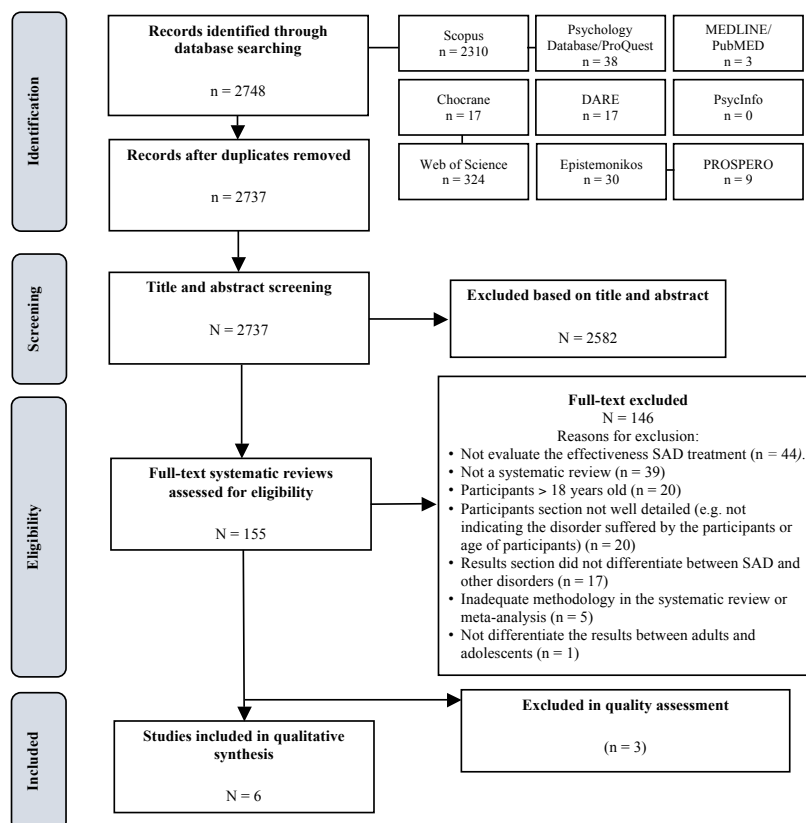 Identification
Records identified through
database searching
n = 2748
Scopus
n = 2310
Psychology
Database/ProQuest
n = 38
MEDLINE/
PubMED
n = 3
Chocrane
n = 17
DARE
n = 17
PsycInfo
n = 0
Web of Science
n = 324
Epistemonikos
n = 30
PROSPERO
n = 9
Records after duplicates removed
n = 2737
Screening
Title and abstract screening
N = 2737
Excluded based on title and abstract
N = 2582
Eligibility
Full-text systematic reviews
assessed for eligibility
N = 155
Full-text excluded
N = 146
Reasons for exclusion:
• Not evaluate the effectiveness SAD treatment (n = 44).
• Not a systematic review (n = 39)
• Participants > 18 years old (n = 20)
• Participants section not well detailed (e.g. not
indicating the disorder suffered by the participants or
age of participants) (n = 20)
• Results section did not differentiate between SAD and
other disorders (n = 17)
• Inadequate methodology in the systematic review or
meta-analysis (n = 5)
• Not differentiate the results between adults and
adolescents (n = 1)
Included
Studies included in qualitative
synthesis
N = 6
Excluded in quality assessment
(n = 3)